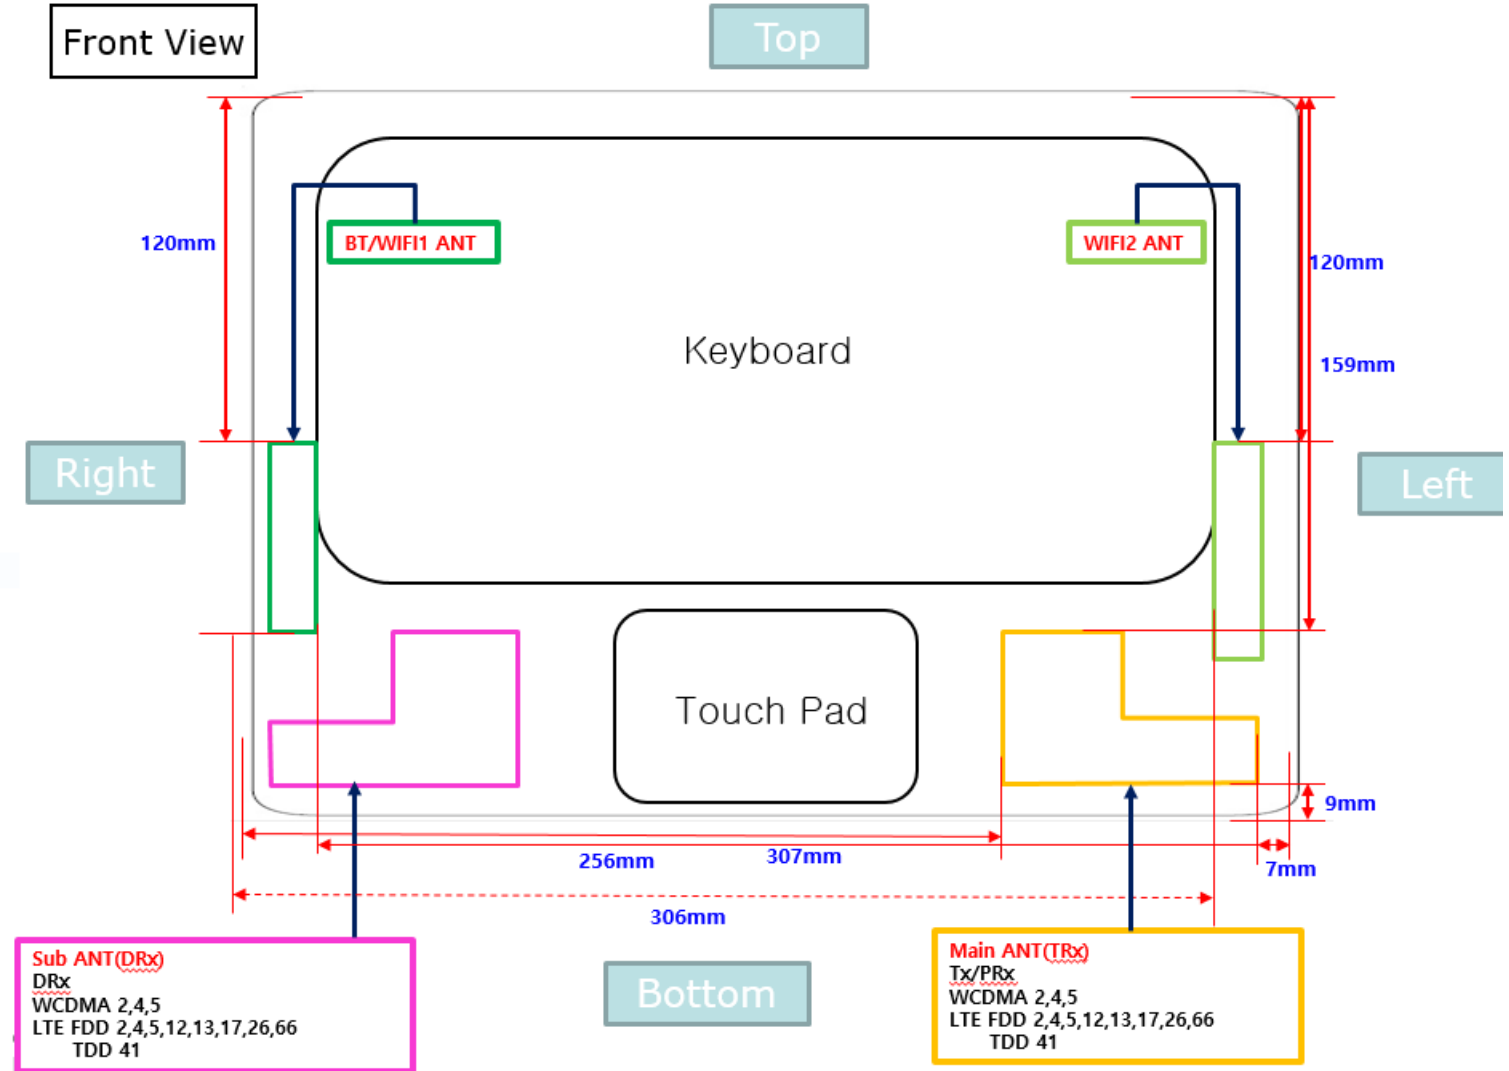 Front View
Top
BT/WIFI1 ANT
WIFI2 ANT
120mm
120mm
Keyboard
159mm
Right
Left
Touch Pad
9mm
256mm
307mm
7mm
306mm
Sub ANT(DRx)
DRx
WCDMA 2,4,5
LTE FDD 2,4,5,12,13,17,26,66
TDD 41
Bottom
Main ANT(TRx)
Tx/PRx
WCDMA 2,4,5
LTE FDD 2,4,5,12,13,17,26,66
TDD 41